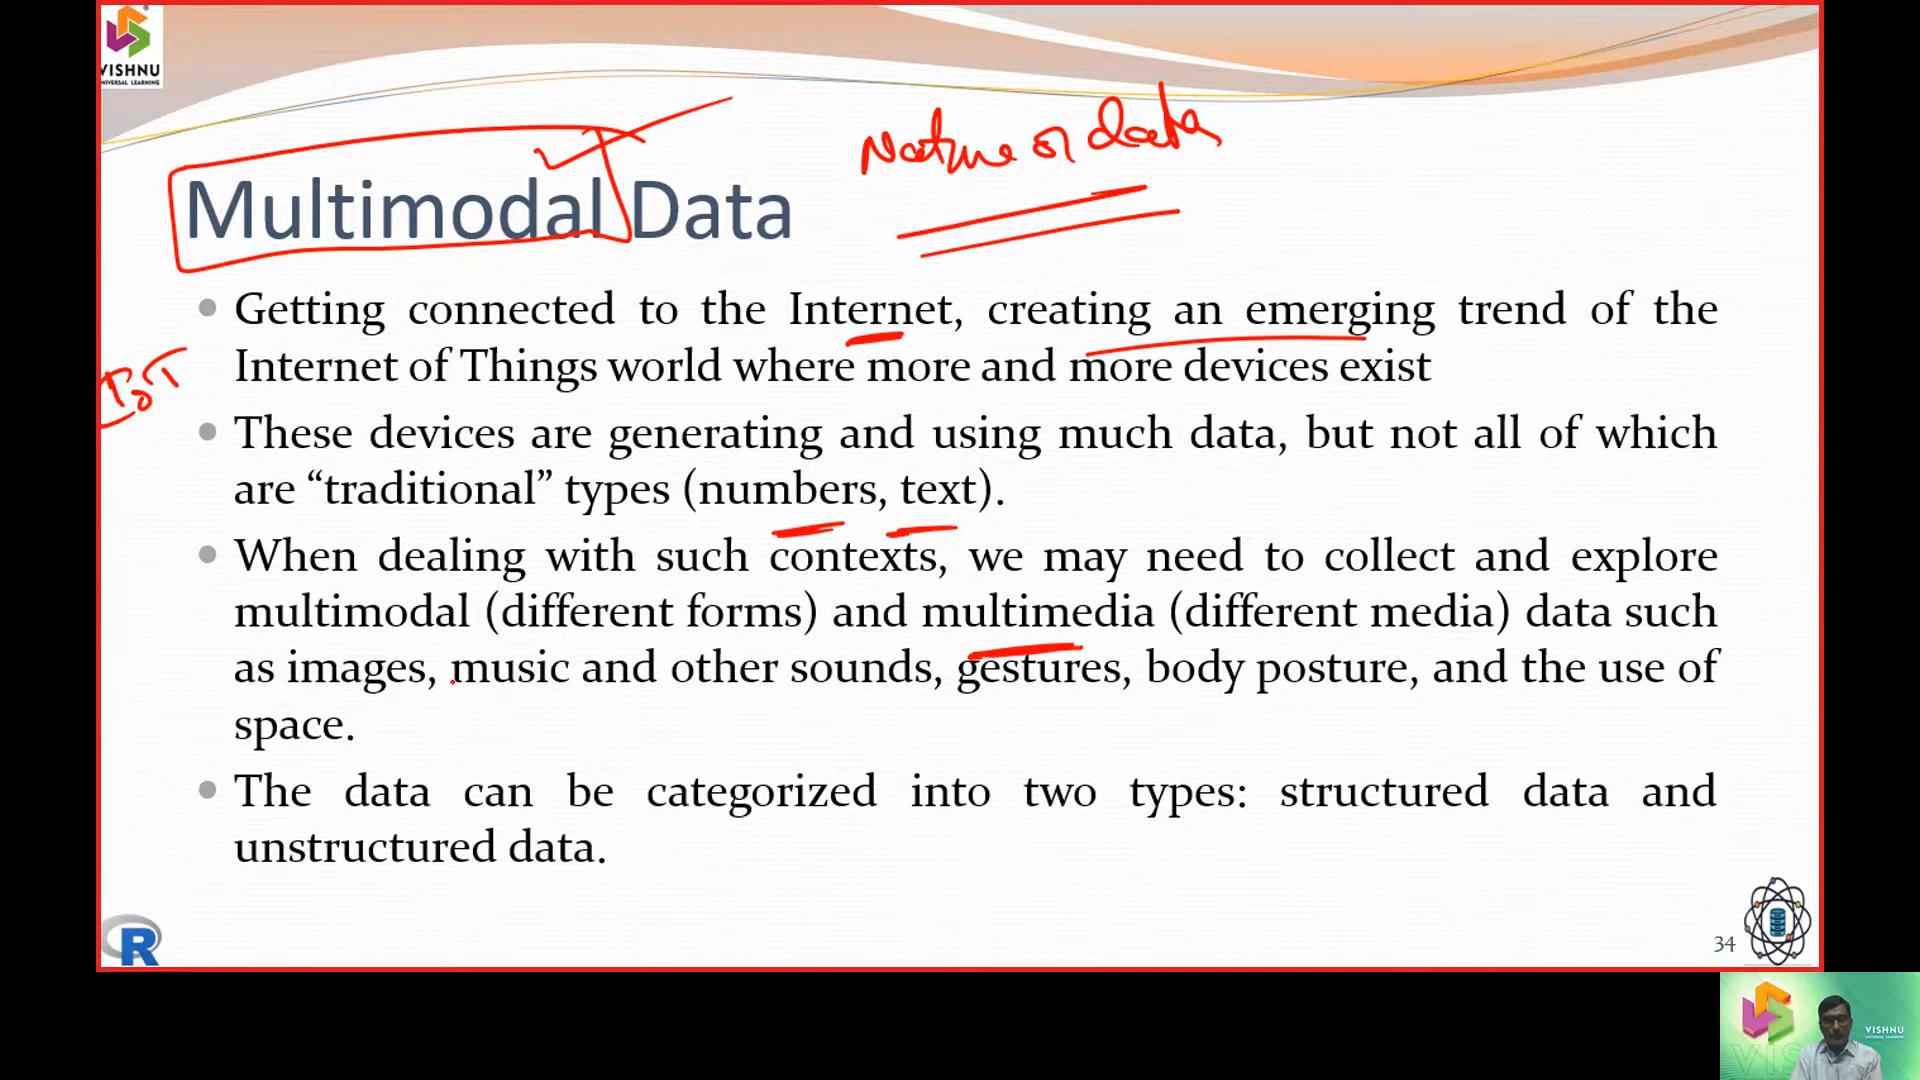 VISHNU
UNIVERSAL LEARNING
Nature of data
Multimodal Data
Getting connected to the Internet, creating an emerging trend of the
Internet of Things world where more and more devices exist
IOT
These devices are generating and using much data, but not all of which
are “traditional” types (numbers, text).
When dealing with such contexts, we may need to collect and explore
multimodal (different forms) and multimedia (different media) data such
as images, music and other sounds, gestures, body posture, and the use of
space.
The data can be categorized into two types: structured data and
unstructured data.
R
34
VISHNU
UNIVERSAL LEARNING